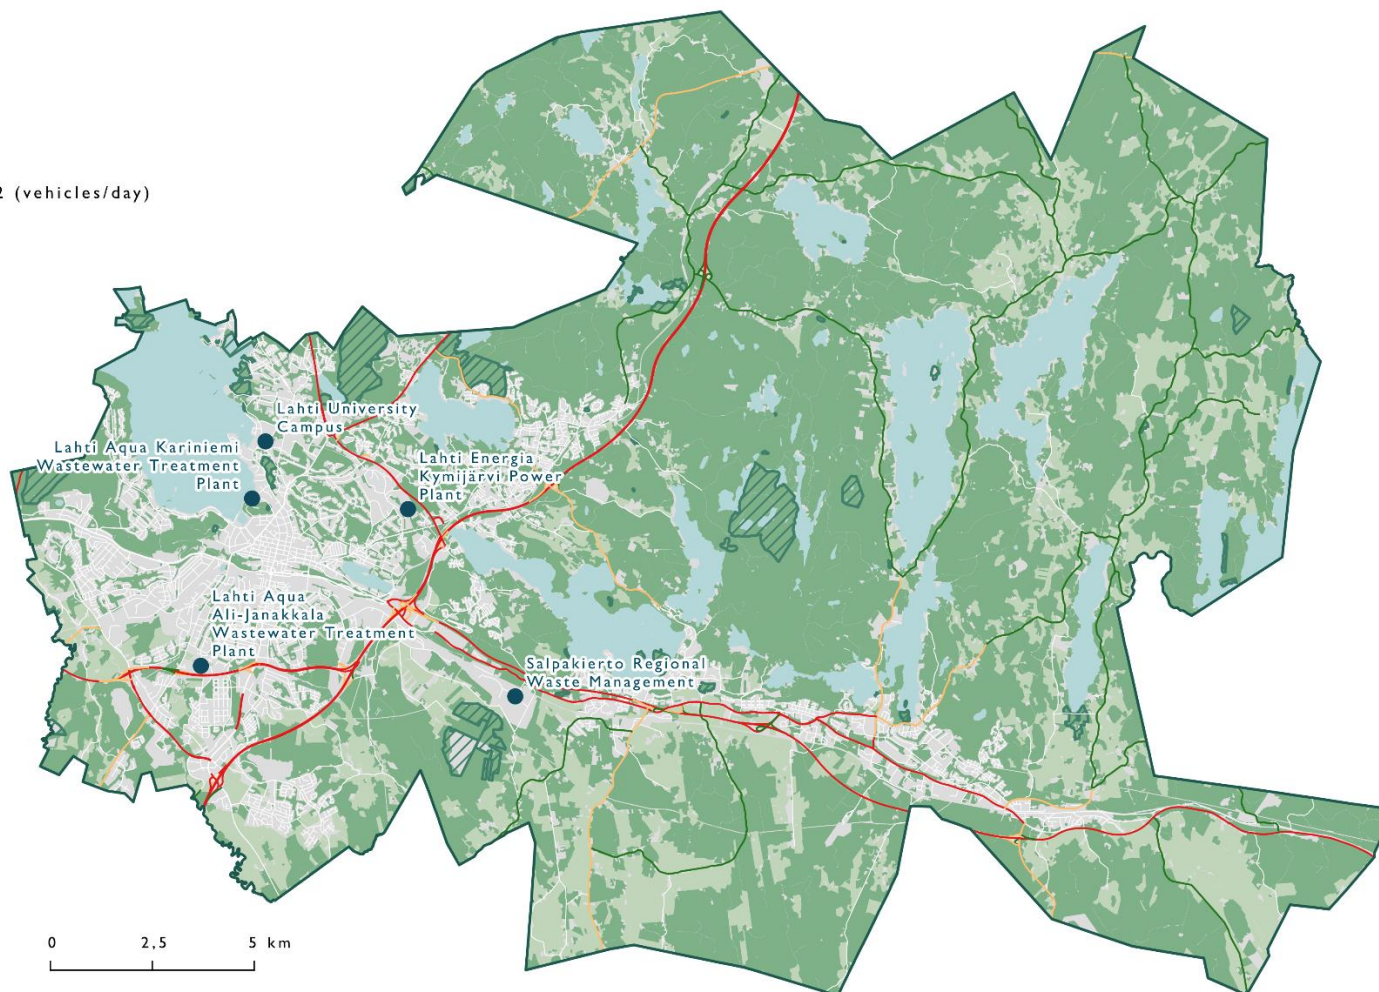 2 (vehicles/day)
Lahti University
Campus
Lahti Aqua Kariniemi
Wastewater Treatment
Plant
Lahti Energia
Kymijärvi Power
Plant
Lahti Aqua
Ali-Janakkala
Wastewater Treatment
Plant
Salpakierto Regional
Waste Management
0 2,5 5 km